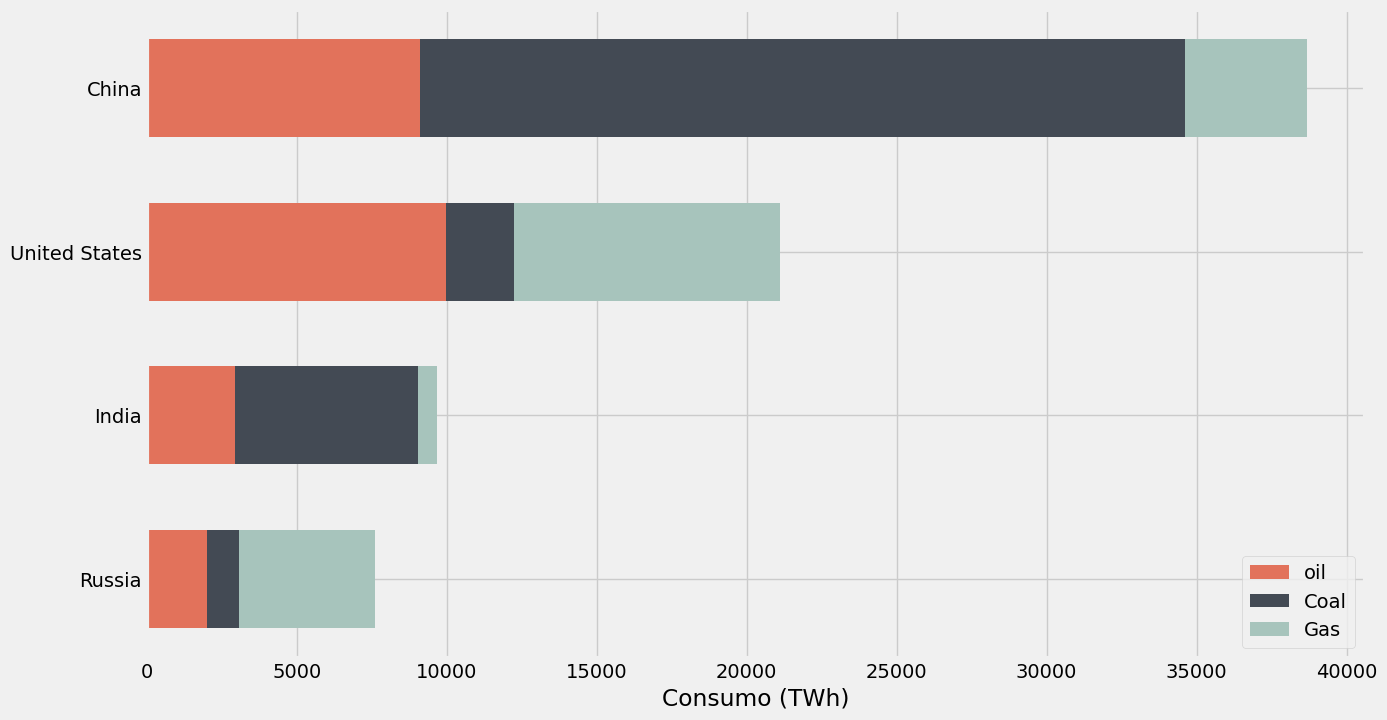 China
United States
India
Russia
oil
Coal
Gas
0 5000 10000 15000 20000 25000 30000 35000 40000
Consumo (TWh)